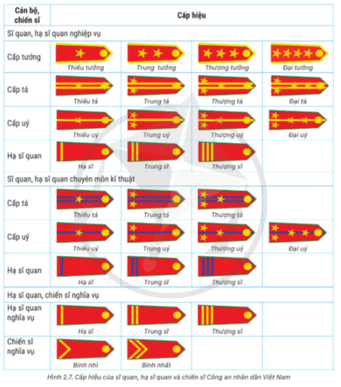 Cán bộ, chiến sĩ
Cấp hiệu
Sĩ quan, hạ sĩ quan nghiệp vụ
Cấp tướng
Thiếu tướng Trung tướng Thượng tướng Đại tướng
Cấp tá
Thiếu tá Trung tá Thượng tá Đại tá
Cấp uý
Thiếu uý Trung uý Thượng uý Đại uý
Hạ sĩ quan
Hạ sĩ Trung sĩ Thượng sĩ
Sĩ quan, hạ sĩ quan chuyên môn kĩ thuật
Cấp tá
Thiếu tá Trung tá Thượng tá
Cấp uý
Thiếu uý Trung uý Thượng uý Đại uý
Hạ sĩ quan
Hạ sĩ Trung sĩ Thượng sĩ
Hạ sĩ quan, chiến sĩ nghĩa vụ
Hạ sĩ quan nghĩa vụ
Hạ sĩ Trung sĩ Thượng sĩ
Chiến sĩ nghĩa vụ
Binh nhì Binh nhất
Hình 2.7. Cấp hiệu của sĩ quan, hạ sĩ quan và chiến sĩ Công an nhân dân Việt Nam